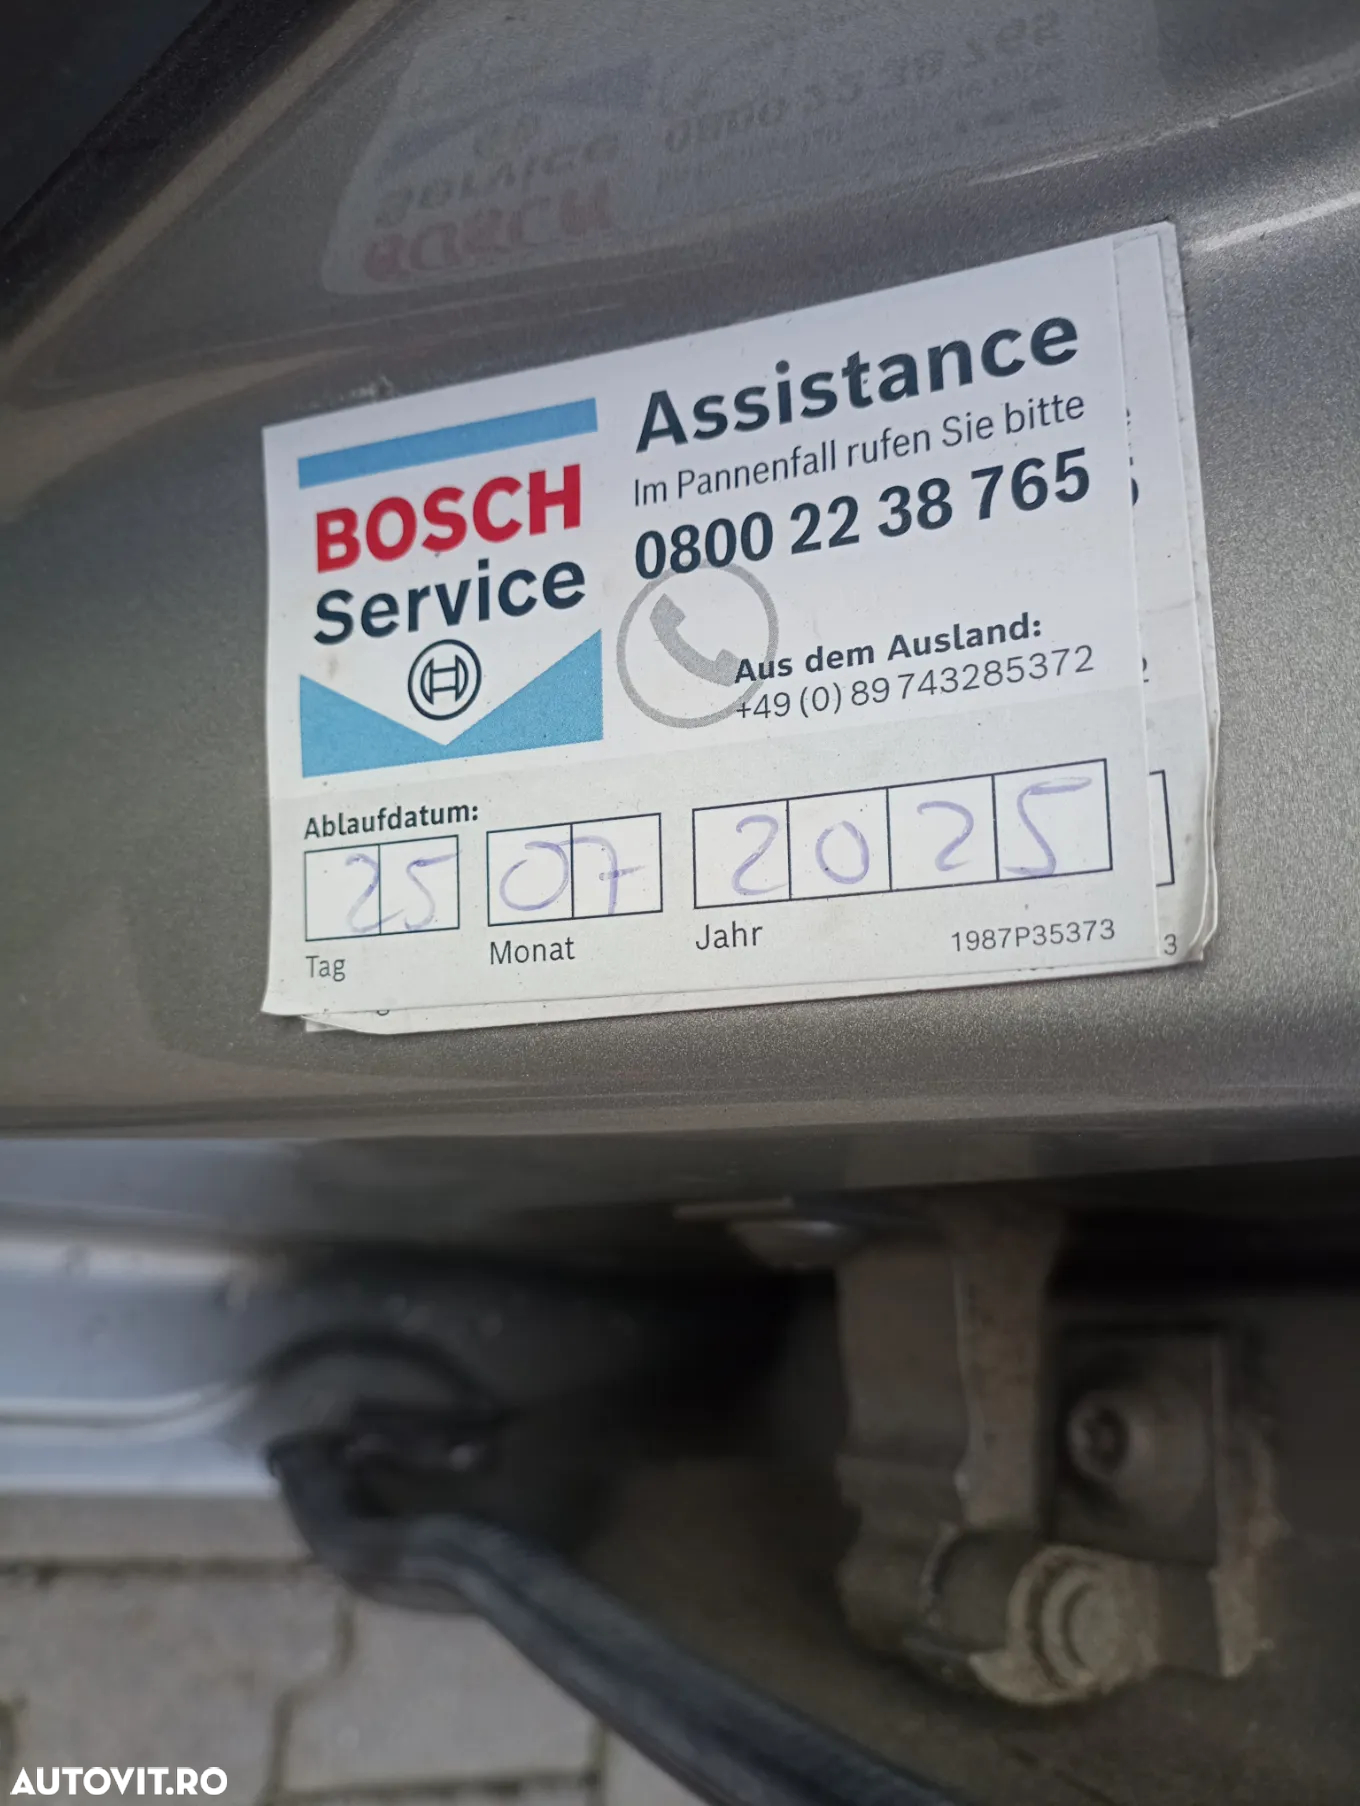 BOSCH
Service
Assistance
Im Pannenfall rufen Sie bitte
0800 22 38 765
Aus dem Ausland:
+49 (0) 89 743285372
Ablaufdatum:
25 07 2025
Tag Monat Jahr
1987P35373
3
AUTOVIT.RO